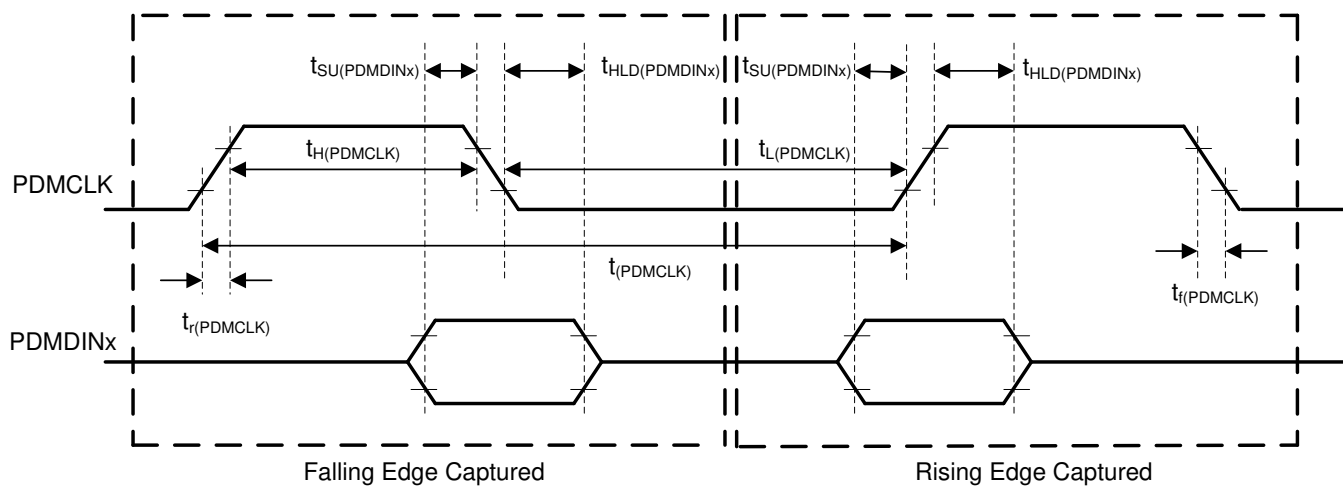 tSU(PDMDINx) tHLD(PDMDINx) tSU(PDMDINx) tHLD(PDMDINx)
tH(PDMCLK) tL(PDMCLK)
PDMCLK
t(PDMCLK)
tr(PDMCLK) tf(PDMCLK)
PDMDINx
Falling Edge Captured Rising Edge Captured